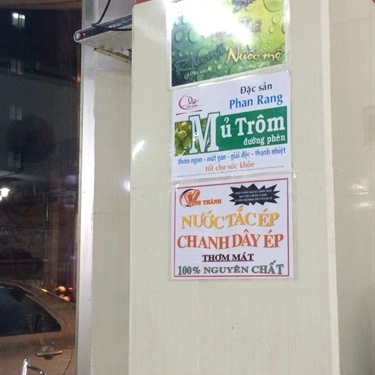 Nước mơ
Đặc sản
Phan Rang
Mủ Trôm
đường phèn
thơm ngon - mát gan - giải độc - thanh nhiệt
tốt cho sức khỏe
NƯỚC TẮC ÉP
CHANH DÂY ÉP
THƠM MÁT
100% NGUYÊN CHẤT